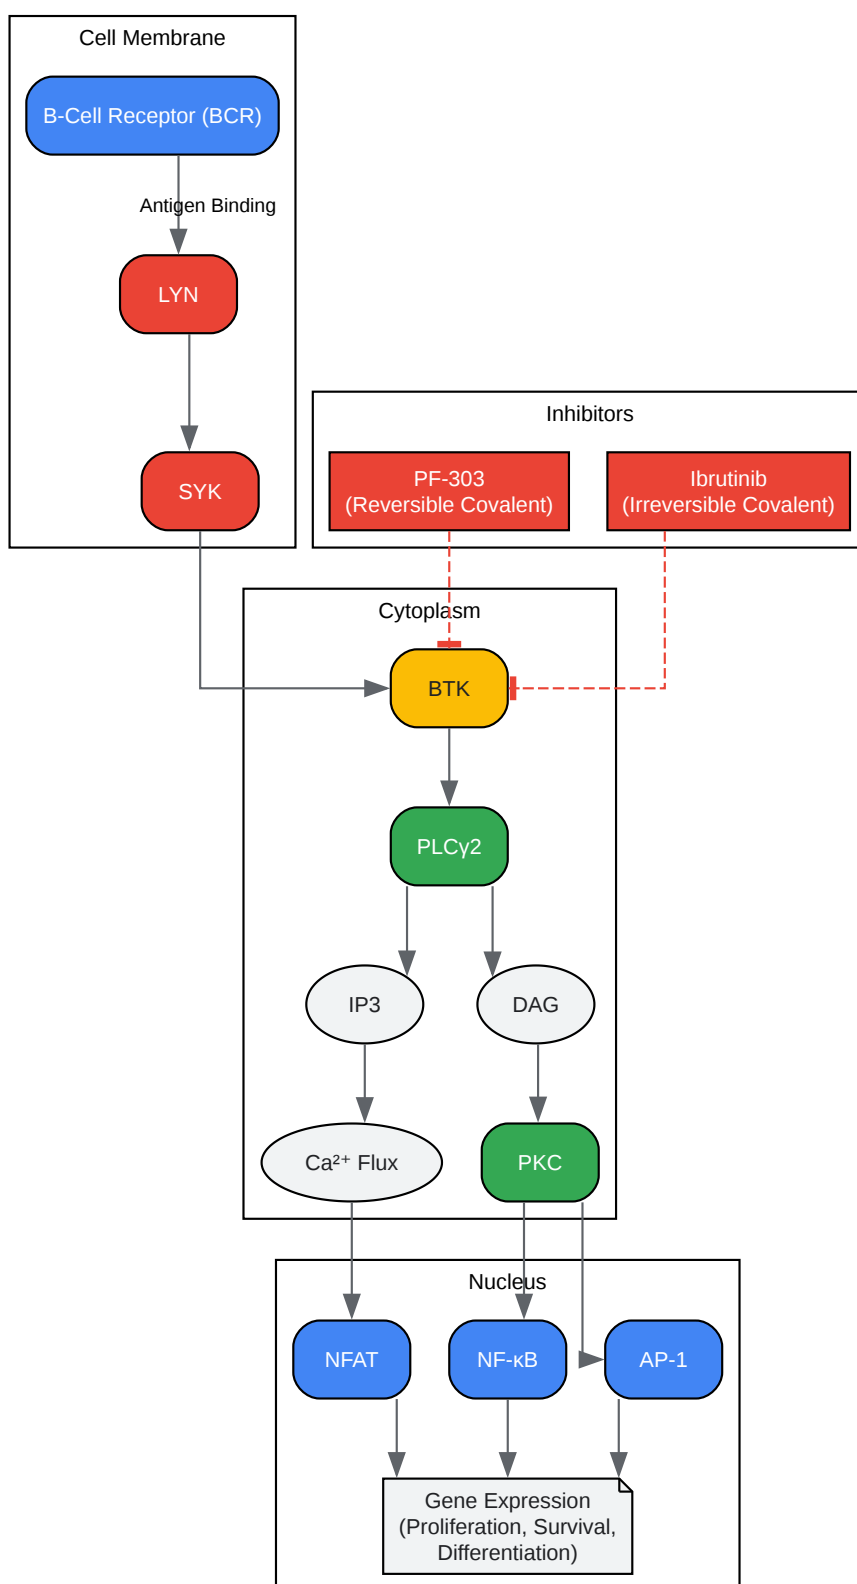 Cell Membrane
B-Cell Receptor (BCR)
Antigen Binding
LYN
SYK
Inhibitors
PF-303
(Reversible Covalent)
Ibrutinib
(Irreversible Covalent)
Cytoplasm
BTK
PLCγ2
IP3
DAG
Ca²⁺ Flux
PKC
Nucleus
NFAT
NF-κB
AP-1
Gene Expression
(Proliferation, Survival,
Differentiation)